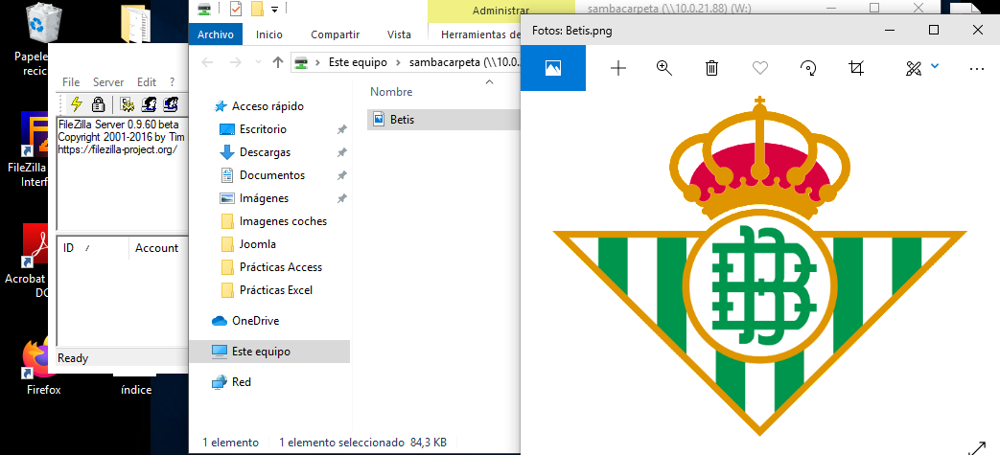 Papele
recic
File Server Edit ?
FileZilla Server 0.9.60 beta
Copyright 2001-2016 by Tim
https://filezilla-project.org/
FileZilla
Interf
ID / Account
Acrobat
DC
Ready
Firefox
índice
Administrar
sambacarpeta (\\10.0.21.88) (W:)
Archivo Inicio Compartir Vista Herramientas de
Este equipo > sambacarpeta (\\10.0.
Acceso rápido
Escritorio
Descargas
Documentos
Imágenes
Imagenes coches
Joomla
Prácticas Access
Prácticas Excel
OneDrive
Este equipo
Red
Nombre
Betis
1 elemento 1 elemento seleccionado 84,3 KB
Fotos: Betis.png